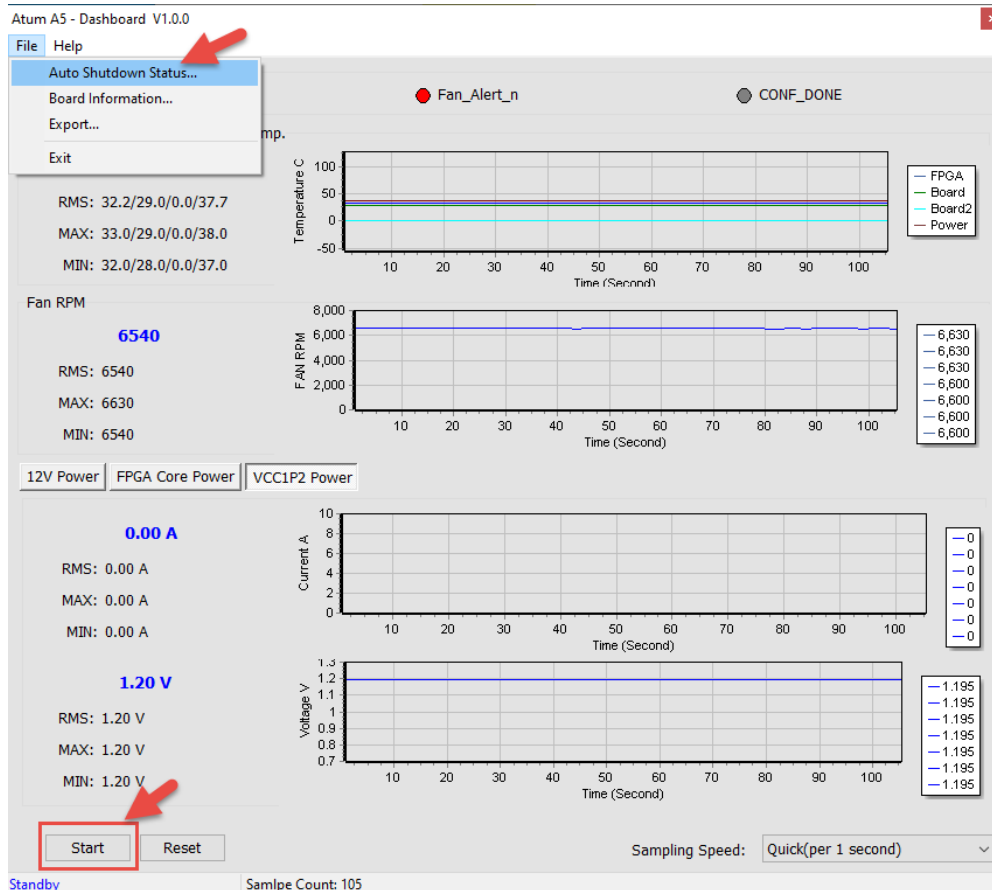 Atum A5 - Dashboard V1.0.0
File Help
Auto Shutdown Status...
Board Information...
Export...
Exit
Fan_Alert_n CONF_DONE
mp.
RMS: 32.2/29.0/0.0/37.7
MAX: 33.0/29.0/0.0/38.0
MIN: 32.0/28.0/0.0/37.0
Temperature C
100
50
0
-50
10 20 30 40 50 60 70 80 90 100
Time (Second)
FPGA
Board
Board2
Power
Fan RPM
6540
RMS: 6540
MAX: 6630
MIN: 6540
FAN RPM
8,000
6,000
4,000
2,000
0
10 20 30 40 50 60 70 80 90 100
Time (Second)
6,630
6,630
6,630
6,600
6,600
6,600
6,600
12V Power FPGA Core Power VCC1P2 Power
0.00 A
RMS: 0.00 A
MAX: 0.00 A
MIN: 0.00 A
Current A
10
8
6
4
2
0
10 20 30 40 50 60 70 80 90 100
Time (Second)
0
0
0
0
0
0
0
1.20 V
RMS: 1.20 V
MAX: 1.20 V
MIN: 1.20 V
Voltage V
1.3
1.2
1.1
1
0.9
0.8
0.7
10 20 30 40 50 60 70 80 90 100
Time (Second)
1.195
1.195
1.195
1.195
1.195
1.195
1.195
Start Reset
Sampling Speed: Quick(per 1 second)
Standby Samlpe Count: 105